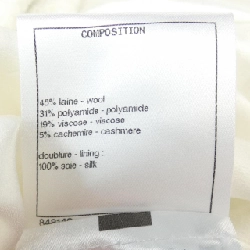 COMPOSITION
45% laine - wool
31% polyamide - polyamide
19% viscose - viscose
5% cachemire - cashmere
doublure - lining :
100% soie - silk